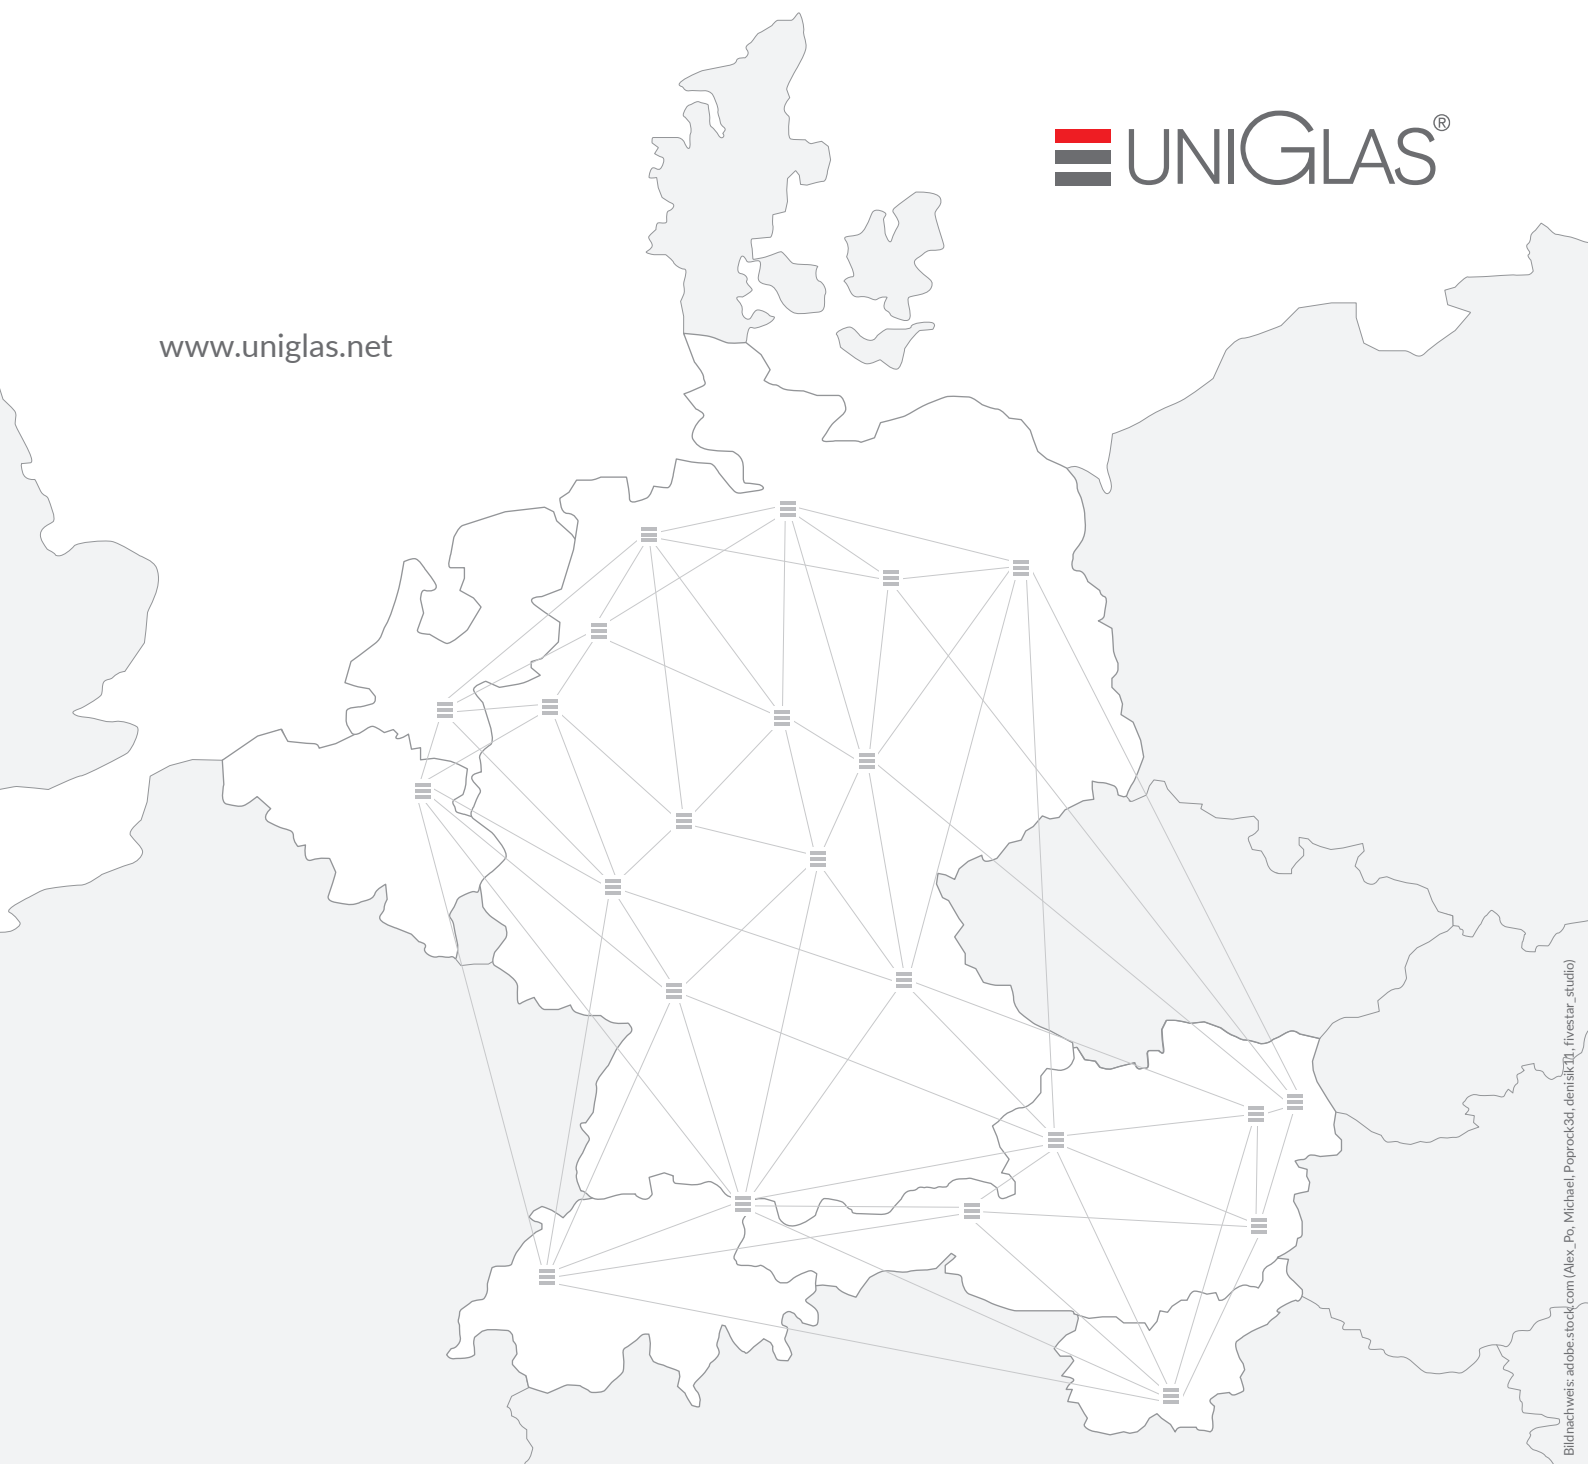 UNIGLAS®
www.uniglas.net
Bildnachweis: adobe.stock.com (Alex_Po, Michael, Poprock3d, denisik11, fivestar_studio)